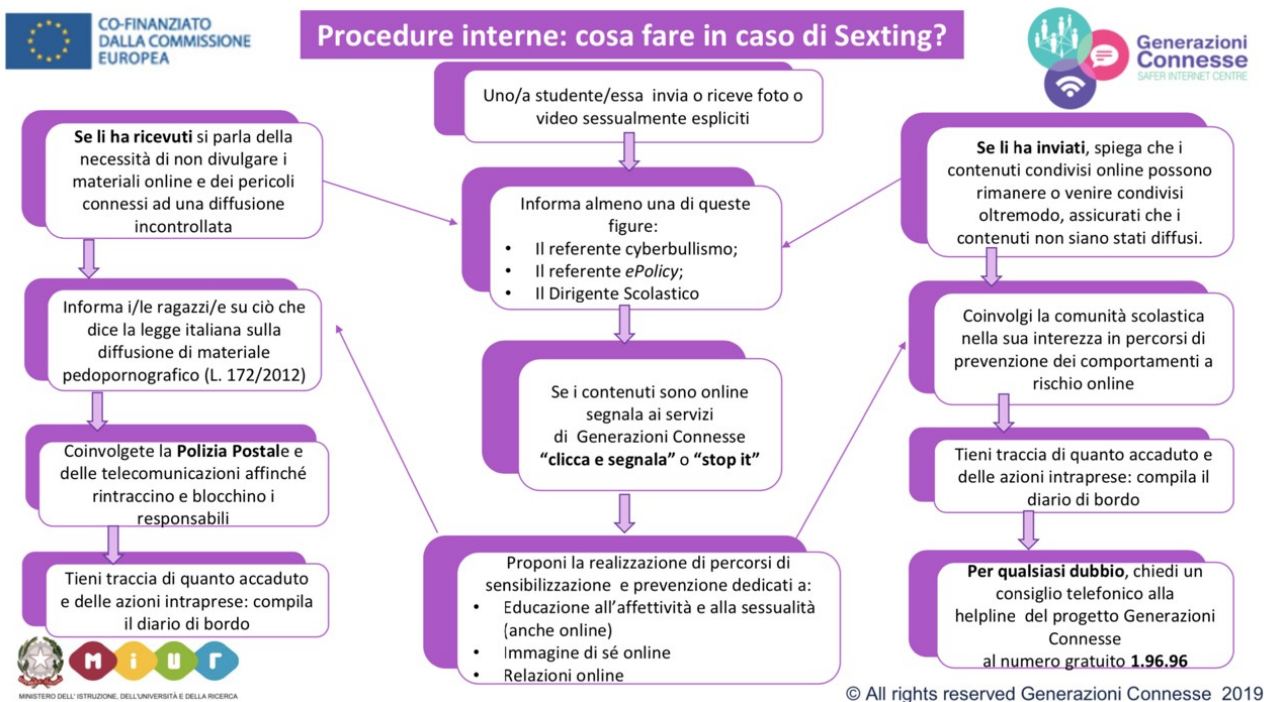 CO-FINANZIATO
DALLA COMMISSIONE
EUROPEA
Procedure interne: cosa fare in caso di Sexting?
Generazioni
Connesse
SAFER INTERNET CENTRE
Uno/a studente/essa invia o riceve foto o
video sessualmente espliciti
Se li ha ricevuti si parla della
necessità di non divulgare i
materiali online e dei pericoli
connessi ad una diffusione
incontrollata
Informa almeno una di queste
figure:
• Il referente cyberbullismo;
• Il referente ePolicy;
• Il Dirigente Scolastico
Se li ha inviati, spiega che i
contenuti condivisi online possono
rimanere o venire condivisi
oltremodo, assicurati che i
contenuti non siano stati diffusi.
Informa i/le ragazzi/e su ciò che
dice la legge italiana sulla
diffusione di materiale
pedopornografico (L. 172/2012)
Se i contenuti sono online
segnala ai servizi
di Generazioni Connesse
“clicca e segnala” o “stop it”
Coinvolgi la comunità scolastica
nella sua interezza in percorsi di
prevenzione dei comportamenti a
rischio online
Coinvolgete la Polizia Postale e
delle telecomunicazioni affinché
rintraccino e blocchino i
responsabili
Tieni traccia di quanto accaduto e
delle azioni intraprese: compila il
diario di bordo
Tieni traccia di quanto accaduto
e delle azioni intraprese: compila
il diario di bordo
Proponi la realizzazione di percorsi di
sensibilizzazione e prevenzione dedicati a:
• Educazione all’affettività e alla sessualità
(anche online)
• Immagine di sé online
• Relazioni online
Per qualsiasi dubbio, chiedi un
consiglio telefonico alla
helpline del progetto Generazioni
Connesse
al numero gratuito 1.96.96
MiUr
MINISTERO DELL' ISTRUZIONE, DELL'UNIVERSITÀ E DELLA RICERCA
© All rights reserved Generazioni Connesse 2019